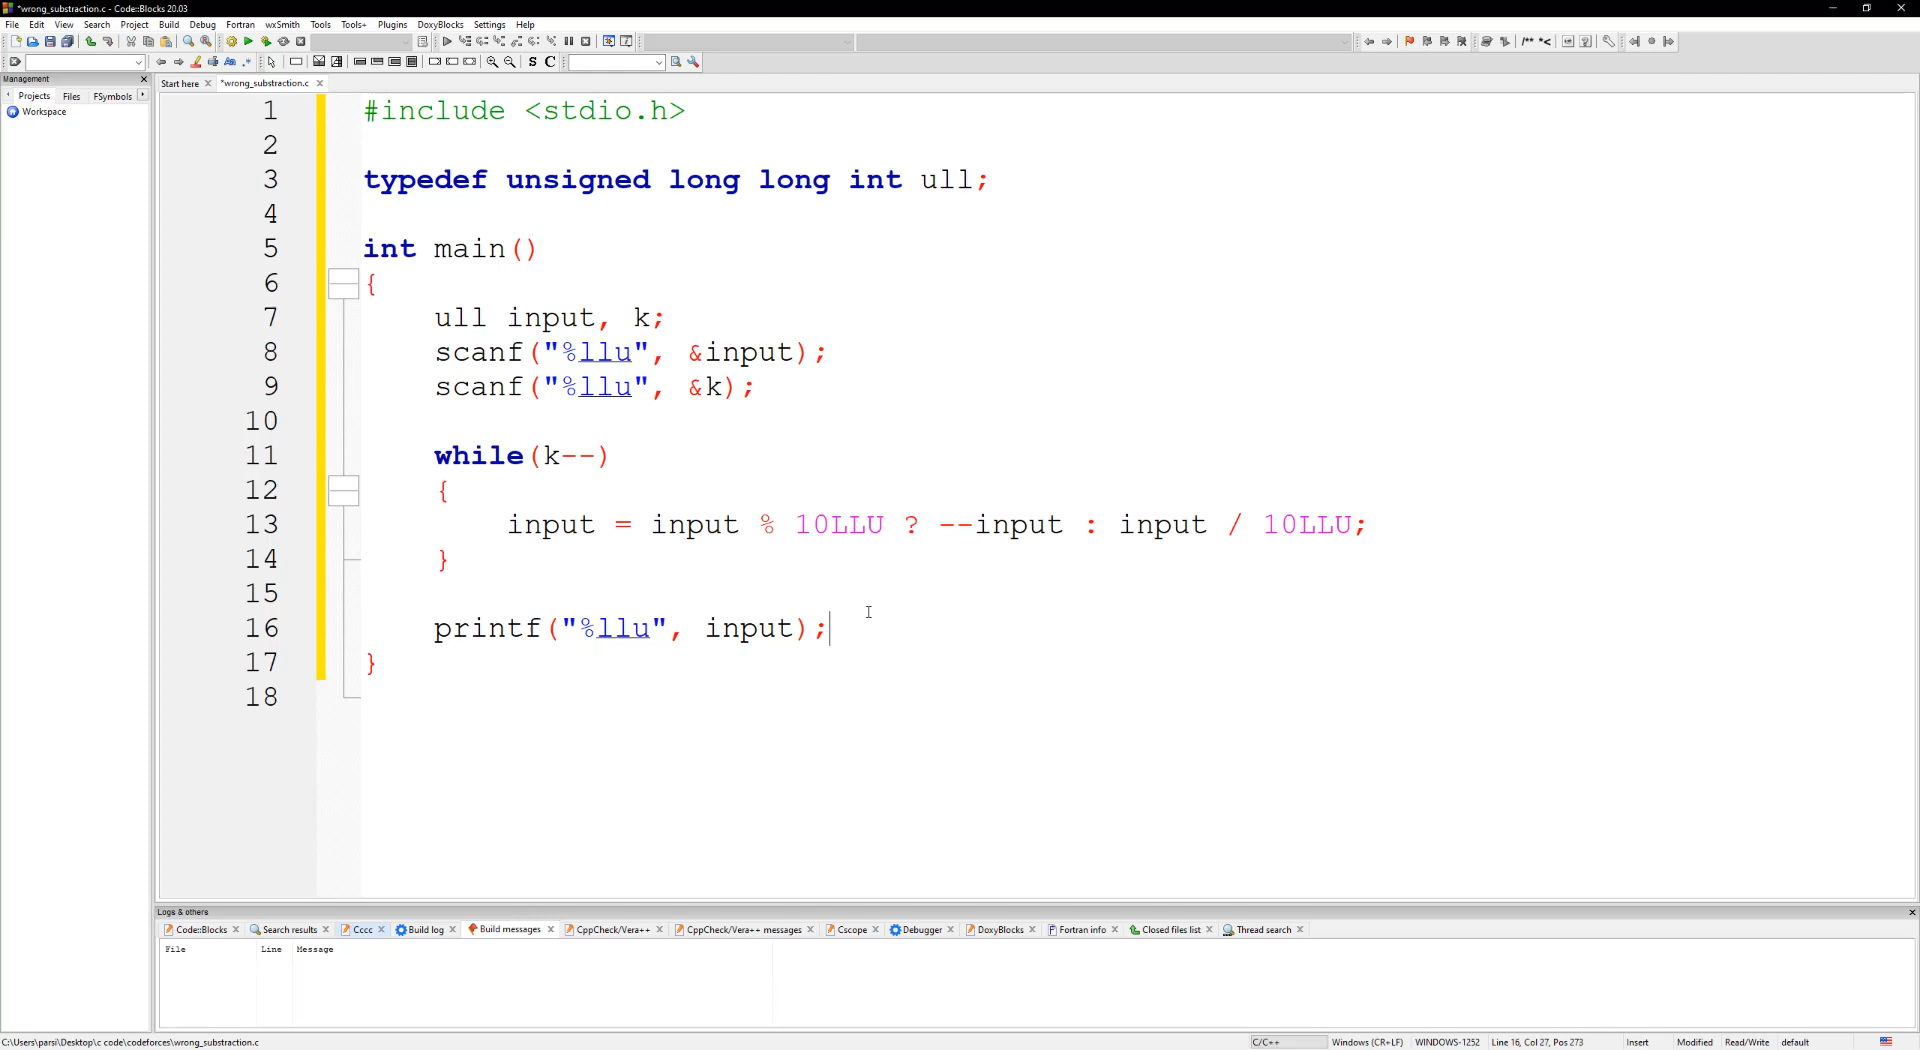 *wrong_substraction.c - Code::Blocks 20.03
File Edit View Search Project Build Debug Fortran wxSmith Tools Tools+ Plugins DoxyBlocks Settings Help
/** *<
S C
Management
Projects Files FSymbols
Workspace
Start here *wrong_substraction.c
1 #include <stdio.h>
2
3 typedef unsigned long long int ull;
4
5 int main()
6 {
7 ull input, k;
8 scanf("%llu", &input);
9 scanf("%llu", &k);
10
11 while(k--)
12 {
13 input = input % 10LLU ? --input : input / 10LLU;
14 }
15
16 printf("%llu", input);
17 }
18
Logs & others
Code::Blocks Search results Cccc Build log Build messages CppCheck/Vera++ CppCheck/Vera++ messages Cscope Debugger DoxyBlocks Fortran info Closed files list Thread search
File Line Message
C:\Users\parsi\Desktop\c code\codeforces\wrong_substraction.c C/C++ Windows (CR+LF) WINDOWS-1252 Line 16, Col 27, Pos 273 Insert Modified Read/Write default